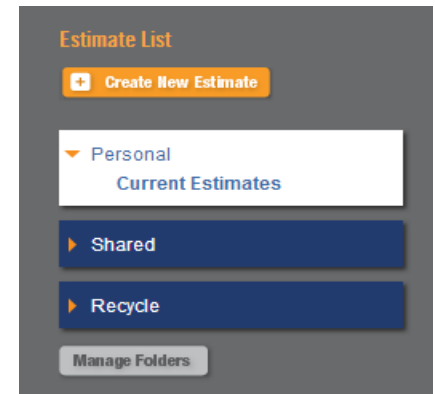 Estimate List
Create New Estimate
Personal
Current Estimates
Shared
Recycle
Manage Folders